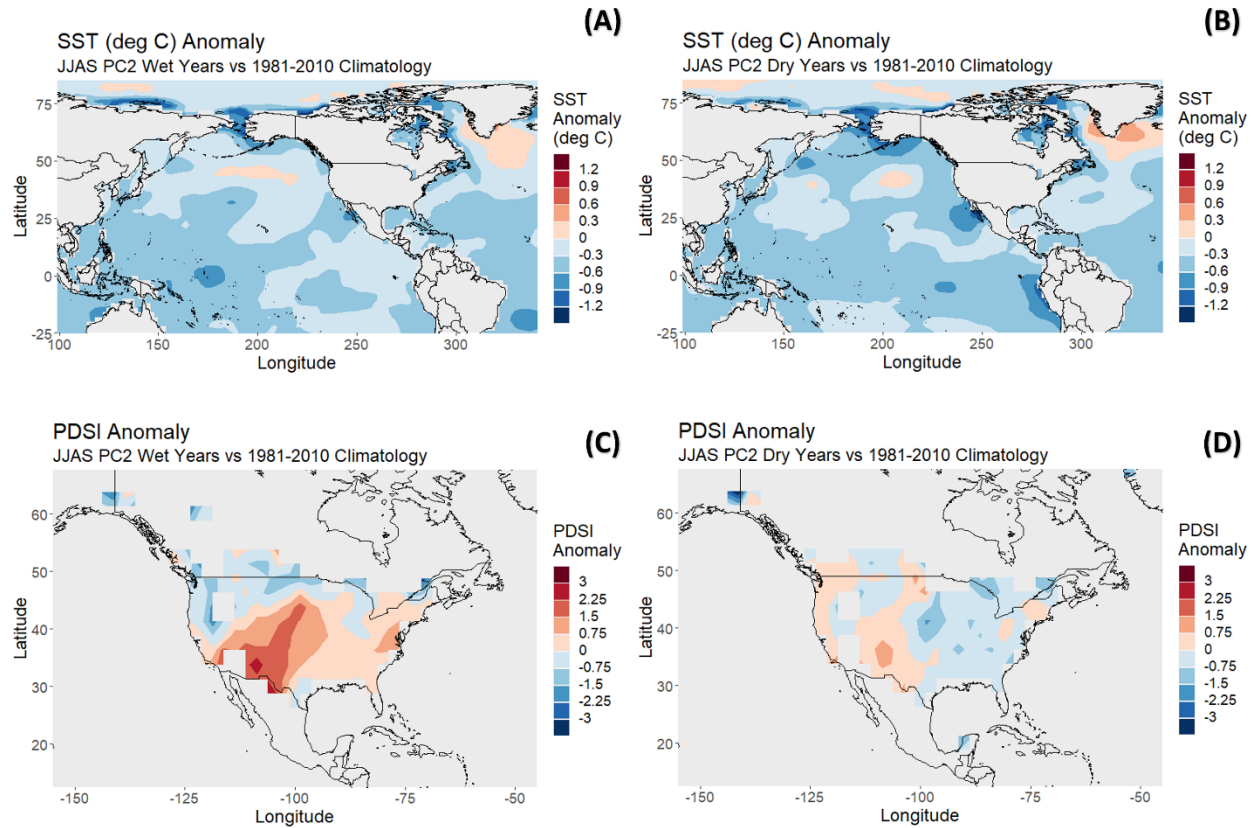 (A)
SST (deg C) Anomaly
JJAS PC2 Wet Years vs 1981-2010 Climatology
75
50
25
0
-25
Latitude
100
150
200
250
300
Longitude
SST
Anomaly
(deg C)
1.2
0.9
0.6
0.3
0
-0.3
-0.6
-0.9
-1.2
(B)
SST (deg C) Anomaly
JJAS PC2 Dry Years vs 1981-2010 Climatology
75
50
25
0
-25
Latitude
100
150
200
250
300
Longitude
SST
Anomaly
(deg C)
1.2
0.9
0.6
0.3
0
-0.3
-0.6
-0.9
-1.2
(C)
PDSI Anomaly
JJAS PC2 Wet Years vs 1981-2010 Climatology
60
50
40
30
20
Latitude
-150
-125
-100
-75
-50
Longitude
PDSI
Anomaly
3
2.25
1.5
0.75
0
-0.75
-1.5
-2.25
-3
(D)
PDSI Anomaly
JJAS PC2 Dry Years vs 1981-2010 Climatology
60
50
40
30
20
Latitude
-150
-125
-100
-75
-50
Longitude
PDSI
Anomaly
3
2.25
1.5
0.75
0
-0.75
-1.5
-2.25
-3